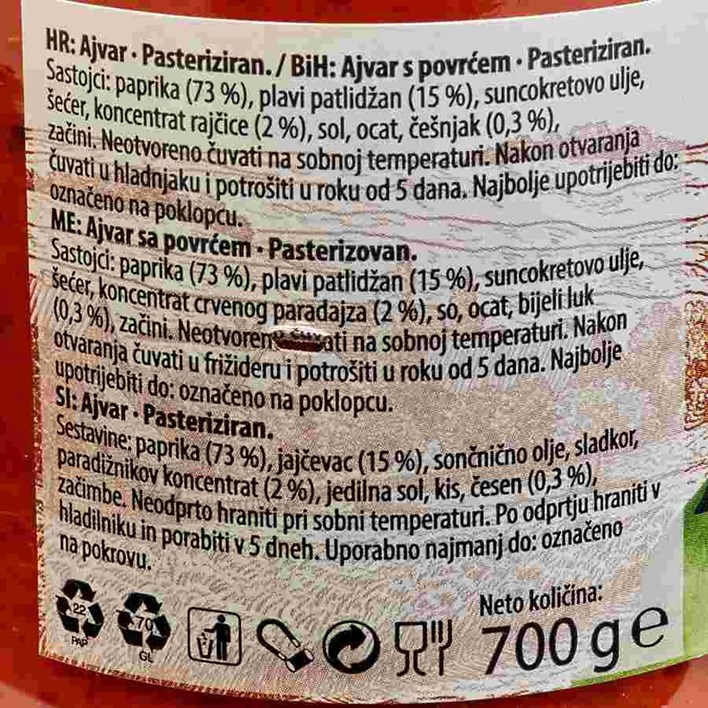 HR: Ajvar · Pasteriziran. / BiH: Ajvar s povrćem · Pasteriziran.
Sastojci: paprika (73 %), plavi patlidžan (15 %), suncokretovo ulje,
šećer, koncentrat rajčice (2 %), sol, ocat, češnjak (0,3 %),
začini. Neotvoreno čuvati na sobnoj temperaturi. Nakon otvaranja
čuvati u hladnjaku i potrošiti u roku od 5 dana. Najbolje upotrijebiti do:
označeno na poklopcu.
ME: Ajvar sa povrćem · Pasterizovan.
Sastojci: paprika (73 %), plavi patlidžan (15 %), suncokretovo ulje,
šećer, koncentrat crvenog paradajza (2 %), so, ocat, bijeli luk
(0,3 %), začini. na sobnoj temperaturi. Nakon
otvaranja čuvati u frižideru i potrošiti u roku od 5 dana. Najbolje
upotrijebiti do: označeno na poklopcu.
SI: Ajvar · Pasteriziran.
Sestavine: paprika (73 %), jajčevac (15 %), sončnično olje, sladkor,
paradižnikov koncentrat (2 %), jedilna sol, kis, česen (0,3 %),
začimbe. Neodprto hraniti pri sobni temperaturi. Po odprtju hraniti v
hladilniku in porabiti v 5 dneh. Uporabno najmanj do: označeno
na pokrovu.
22
PAP
70
GL
Neto količina:
700 g e